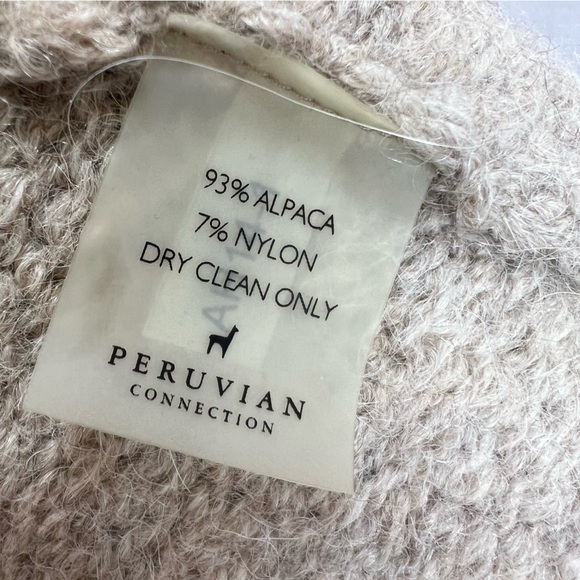 93% ALPACA
7% NYLON
DRY CLEAN ONLY
PERUVIAN
CONNECTION